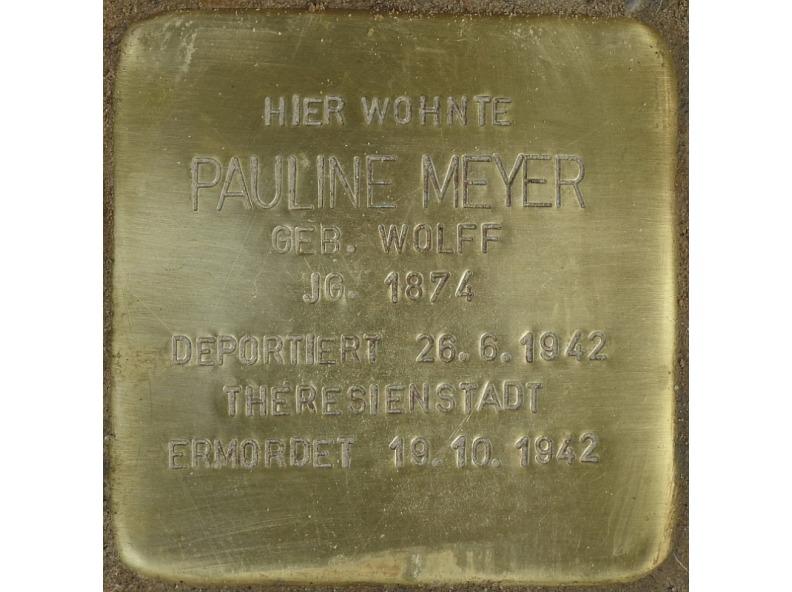 HIER WOHNTE
PAULINE MEYER
GEB. WOLFF
JG. 1874
DEPORTIERT 26.6.1942
THERESIENSTADT
ERMORDET 19.10.1942